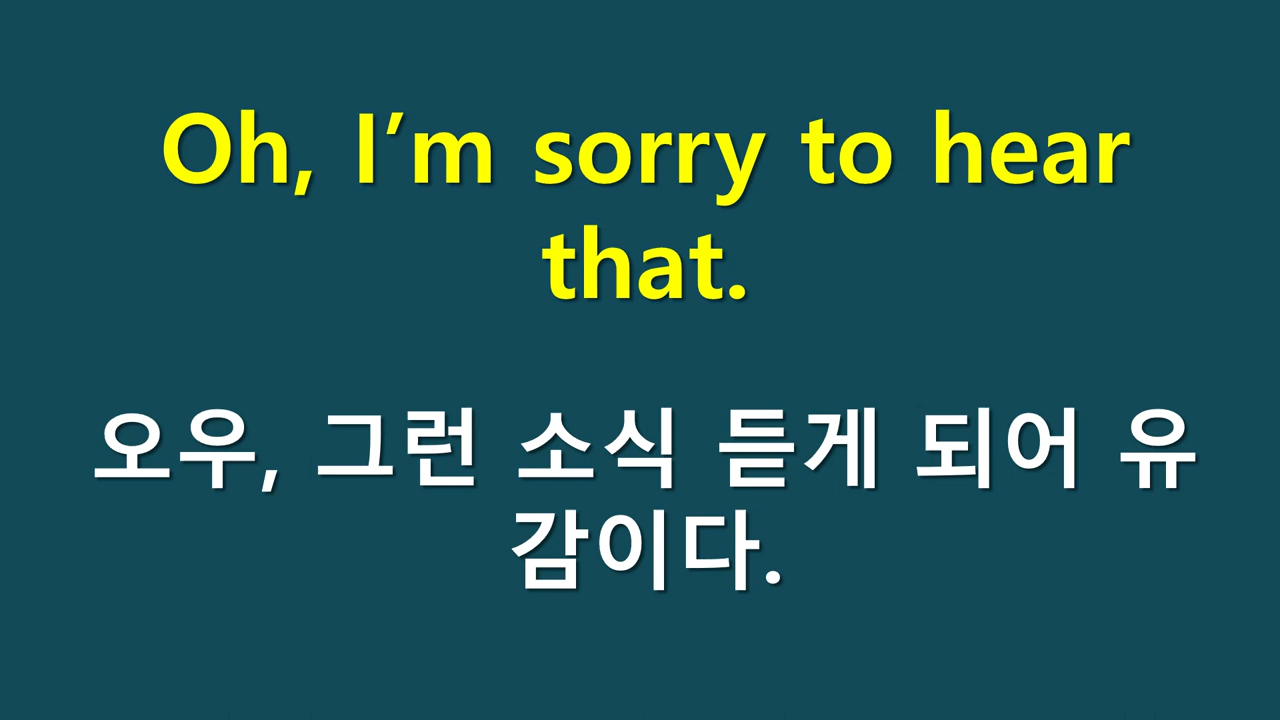 Oh, I’m sorry to hear
that.
오우, 그런 소식 듣게 되어 유
감이다.